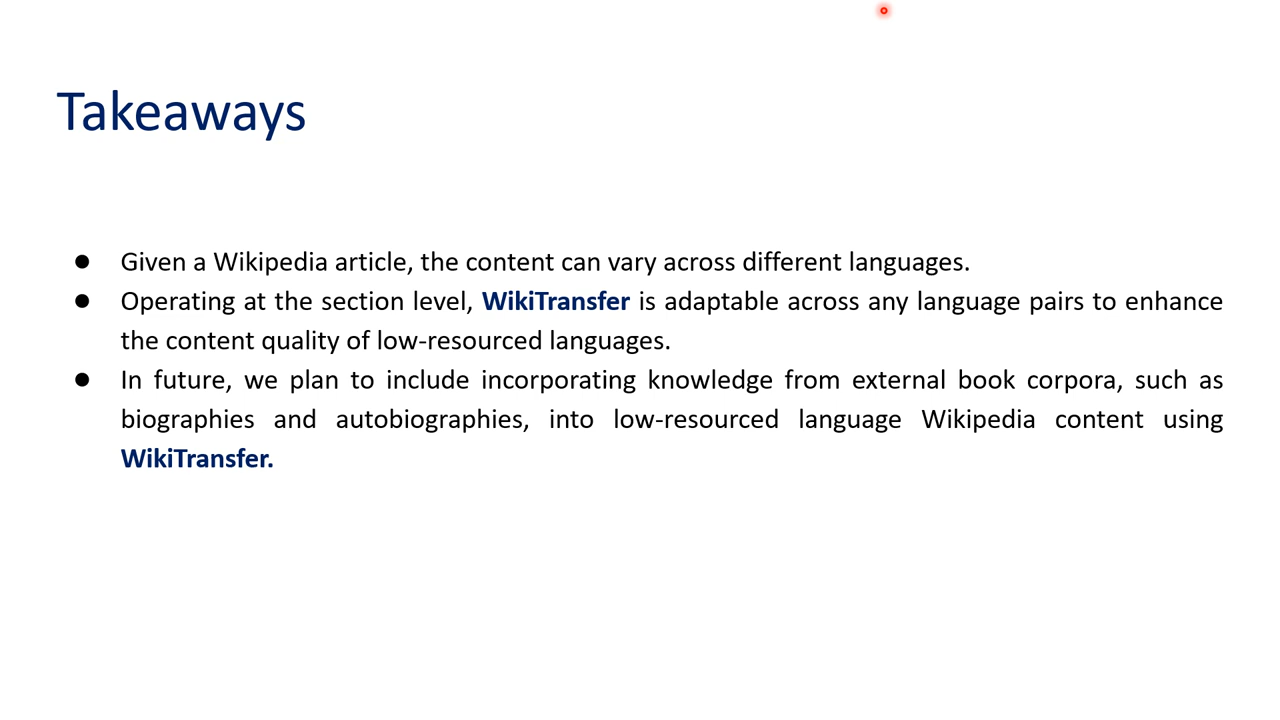 Takeaways
● Given a Wikipedia article, the content can vary across different languages.
● Operating at the section level, WikiTransfer is adaptable across any language pairs to enhance
the content quality of low-resourced languages.
● In future, we plan to include incorporating knowledge from external book corpora, such as
biographies and autobiographies, into low-resourced language Wikipedia content using
WikiTransfer.